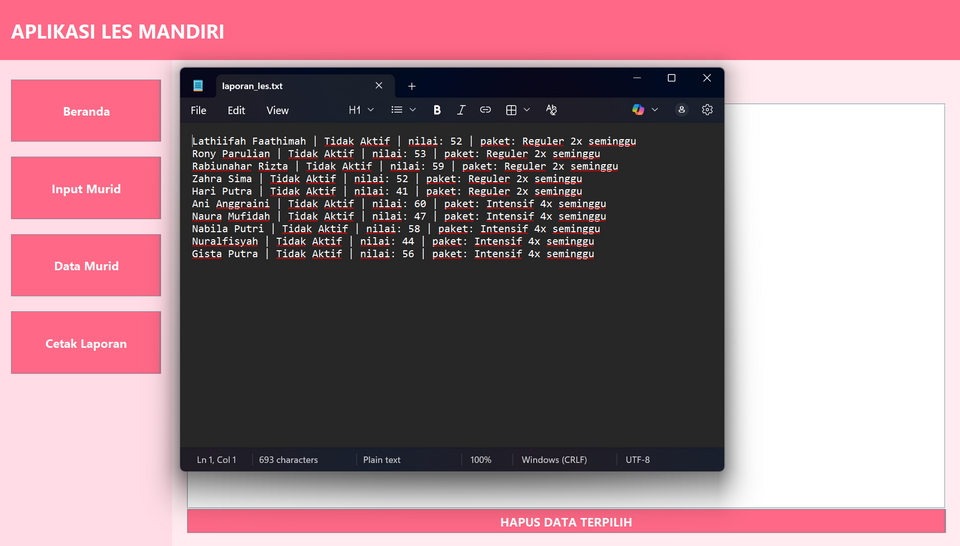 APLIKASI LES MANDIRI
Beranda
Input Murid
Data Murid
Cetak Laporan
laporan_les.txt
File Edit View H1 B I
Lathiifah Faathimah | Tidak Aktif | nilai: 52 | paket: Reguler 2x seminggu
Rony Parulian | Tidak Aktif | nilai: 53 | paket: Reguler 2x seminggu
Rabiunahar Rizta | Tidak Aktif | nilai: 59 | paket: Reguler 2x seminggu
Zahra Sima | Tidak Aktif | nilai: 52 | paket: Reguler 2x seminggu
Hari Putra | Tidak Aktif | nilai: 41 | paket: Reguler 2x seminggu
Ani Anggraini | Tidak Aktif | nilai: 60 | paket: Intensif 4x seminggu
Naura Mufidah | Tidak Aktif | nilai: 47 | paket: Intensif 4x seminggu
Nabila Putri | Tidak Aktif | nilai: 58 | paket: Intensif 4x seminggu
Nuralfisyah | Tidak Aktif | nilai: 44 | paket: Intensif 4x seminggu
Gista Putra | Tidak Aktif | nilai: 56 | paket: Intensif 4x seminggu
Ln 1, Col 1 693 characters Plain text 100% Windows (CRLF) UTF-8
HAPUS DATA TERPILIH